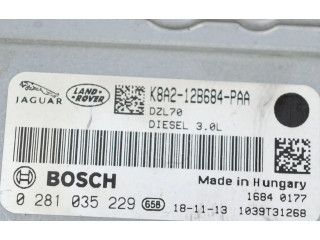 JAGUAR
LAND-
ROVER
K8A2-12B684-PAA
DZL70
DIESEL 3.0L
BOSCH
Made in Hungary
1684 0177
0 281 035 229 G58
18-11-13 1039T31268